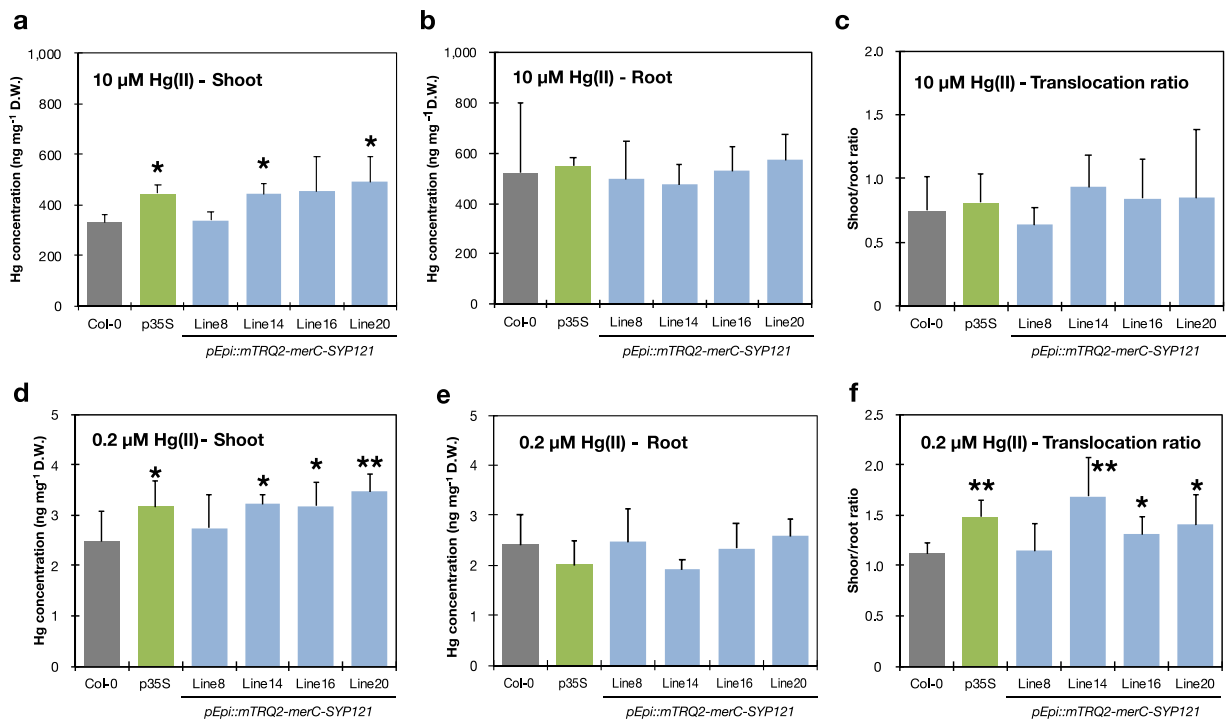 a
10 µM Hg(II) - Shoot
Hg concentration (ng mg⁻¹ D.W.)
1,000
800
600
400
200
0
*
*
*
Col-0 p35S Line8 Line14 Line16 Line20
pEpi::mTRQ2-merC-SYP121
b
10 µM Hg(II) - Root
Hg concentration (ng mg⁻¹D.W.)
1,000
800
600
400
200
0
Col-0 p35S Line8 Line14 Line16 Line20
pEpi::mTRQ2-merC-SYP121
c
10 µM Hg(II) - Translocation ratio
Shoot/root ratio
2.0
1.5
1.0
0.5
0
Col-0 p35S Line8 Line14 Line16 Line20
pEpi::mTRQ2-merC-SYP121
d
0.2 µM Hg(II) - Shoot
Hg concentration (ng mg⁻¹ D.W.)
5
4
3
2
1
0
*
*
*
**
Col-0 p35S Line8 Line14 Line16 Line20
pEpi::mTRQ2-merC-SYP121
e
0.2 µM Hg(II) - Root
Hg concentration (ng mg⁻¹ D.W.)
5
4
3
2
1
0
Col-0 p35S Line8 Line14 Line16 Line20
pEpi::mTRQ2-merC-SYP121
f
0.2 µM Hg(II) - Translocation ratio
Shoor/root ratio
2.5
2.0
1.5
1.0
0.5
0
**
**
*
*
Col-0 p35S Line8 Line14 Line16 Line20
pEpi::mTRQ2-merC-SYP121